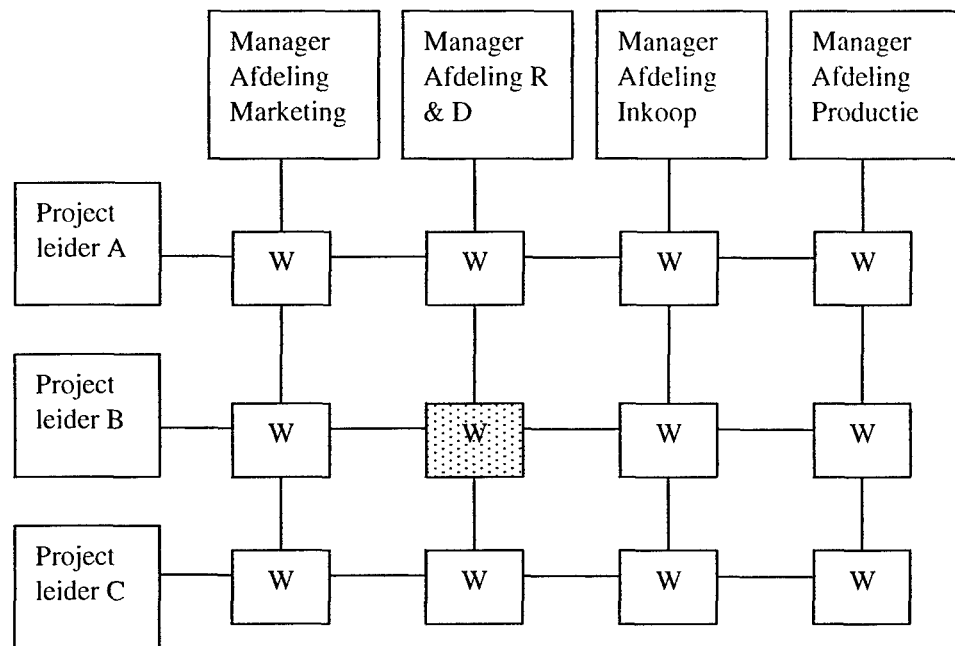 Manager
Afdeling
Marketing
Manager
Afdeling R
& D
Manager
Afdeling
Inkoop
Manager
Afdeling
Productie
Project
leider A
W
W
W
W
Project
leider B
W
W
W
W
Project
leider C
W
W
W
W